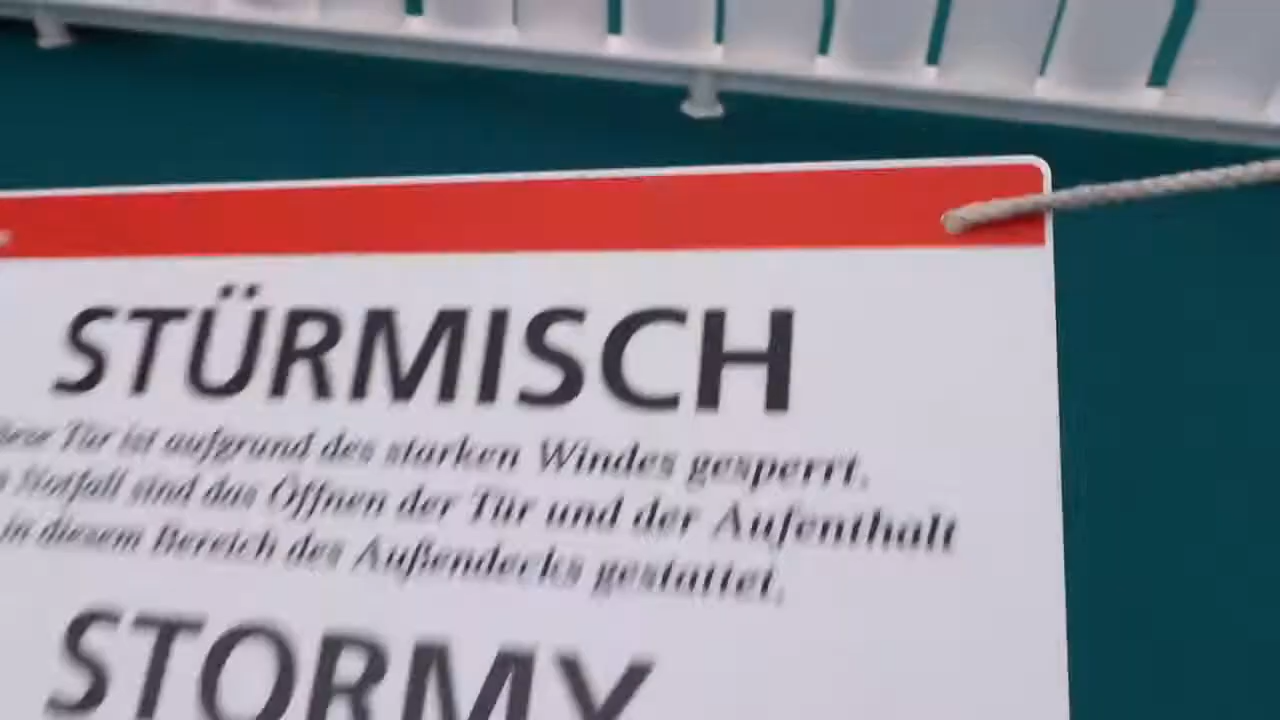 STÜRMISCH
Diese Tür ist aufgrund des starken Windes gesperrt.
Notfall sind das Öffnen der Tür und der Aufenthalt
in diesem Bereich des Außendecks gestattet.
STORMY